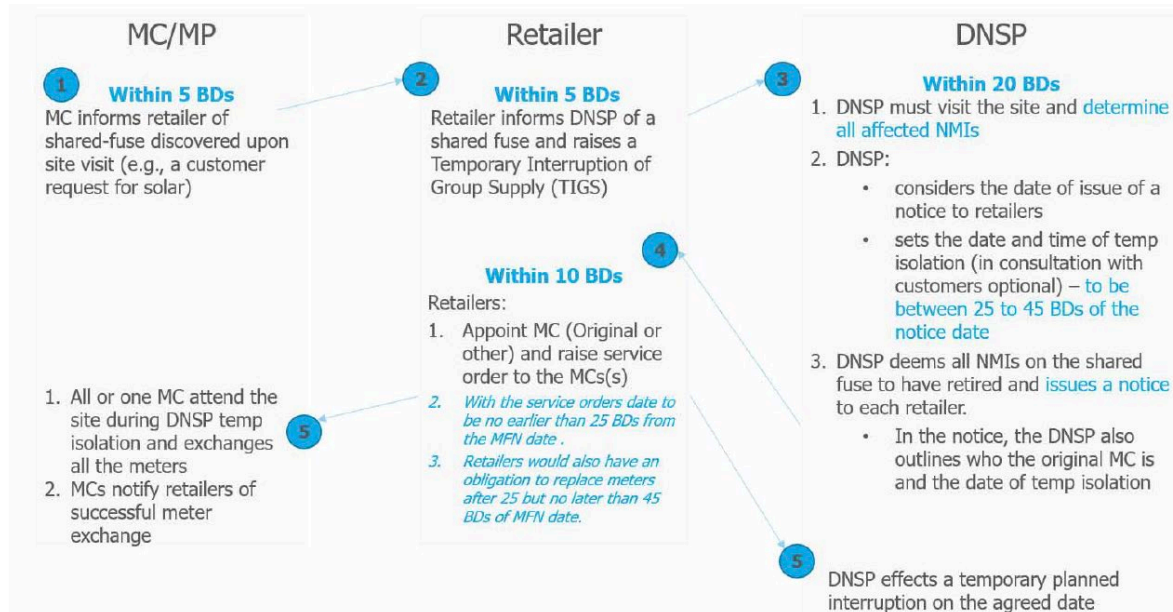 MC/MP
1
Within 5 BDs
MC informs retailer of
shared-fuse discovered upon
site visit (e.g., a customer
request for solar)
Retailer
2
Within 5 BDs
Retailer informs DNSP of a
shared fuse and raises a
Temporary Interruption of
Group Supply (TIGS)
DNSP
3
Within 20 BDs
1. DNSP must visit the site and determine
all affected NMIs
2. DNSP:
• considers the date of issue of a
notice to retailers
• sets the date and time of temp
isolation (in consultation with
customers optional) – to be
between 25 to 45 BDs of the
notice date
3. DNSP deems all NMIs on the shared
fuse to have retired and issues a notice
to each retailer.
• In the notice, the DNSP also
outlines who the original MC is
and the date of temp isolation
4
Within 10 BDs
Retailers:
1. Appoint MC (Original or
other) and raise service
order to the MCs(s)
2. With the service orders date to
be no earlier than 25 BDs from
the MFN date .
3. Retailers would also have an
obligation to replace meters
after 25 but no later than 45
BDs of MFN date.
5
1. All or one MC attend the
site during DNSP temp
isolation and exchanges
all the meters
2. MCs notify retailers of
successful meter
exchange
5
DNSP effects a temporary planned
interruption on the agreed date